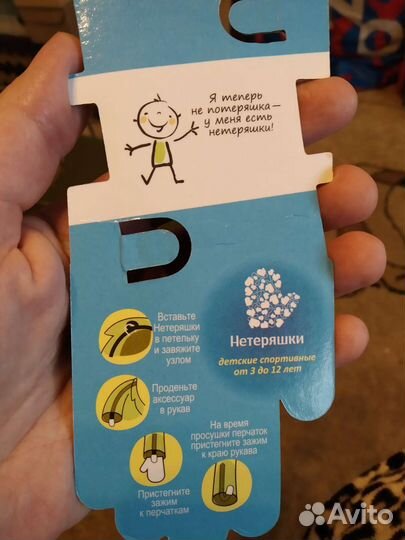 Я теперь
не потеряшка—
у меня есть
нетеряшки!
Вставьте
Нетеряшки
в петельку
и завяжите
узлом
Нетеряшки
детские спортивные
от 3 до 12 лет
Проденьте
аксессуар
в рукав
На время
просушки перчаток
пристегните зажим
к краю рукава
Пристегните
зажим
к перчаткам
Avito